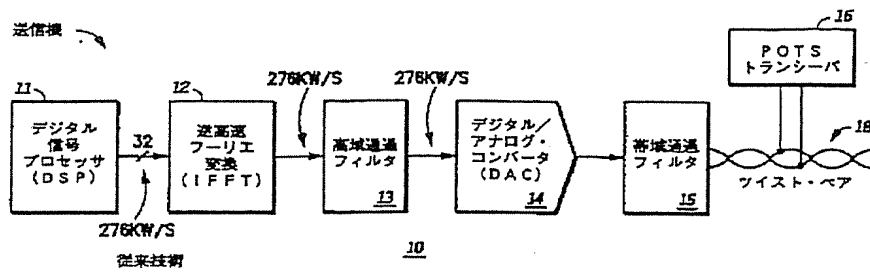 送信機
16
POTS
トランシーバ
11
デジタル
信号
プロセッサ
(DSP)
32
276KW/S
従来技術
12
逆高速
フーリエ
変換
(IFFT)
276KW/S
高域通過
フィルタ
13
276KW/S
デジタル/
アナログ・
コンバータ
(DAC)
14
帯域通過
フィルタ
15
18
ツイスト・ペア
10